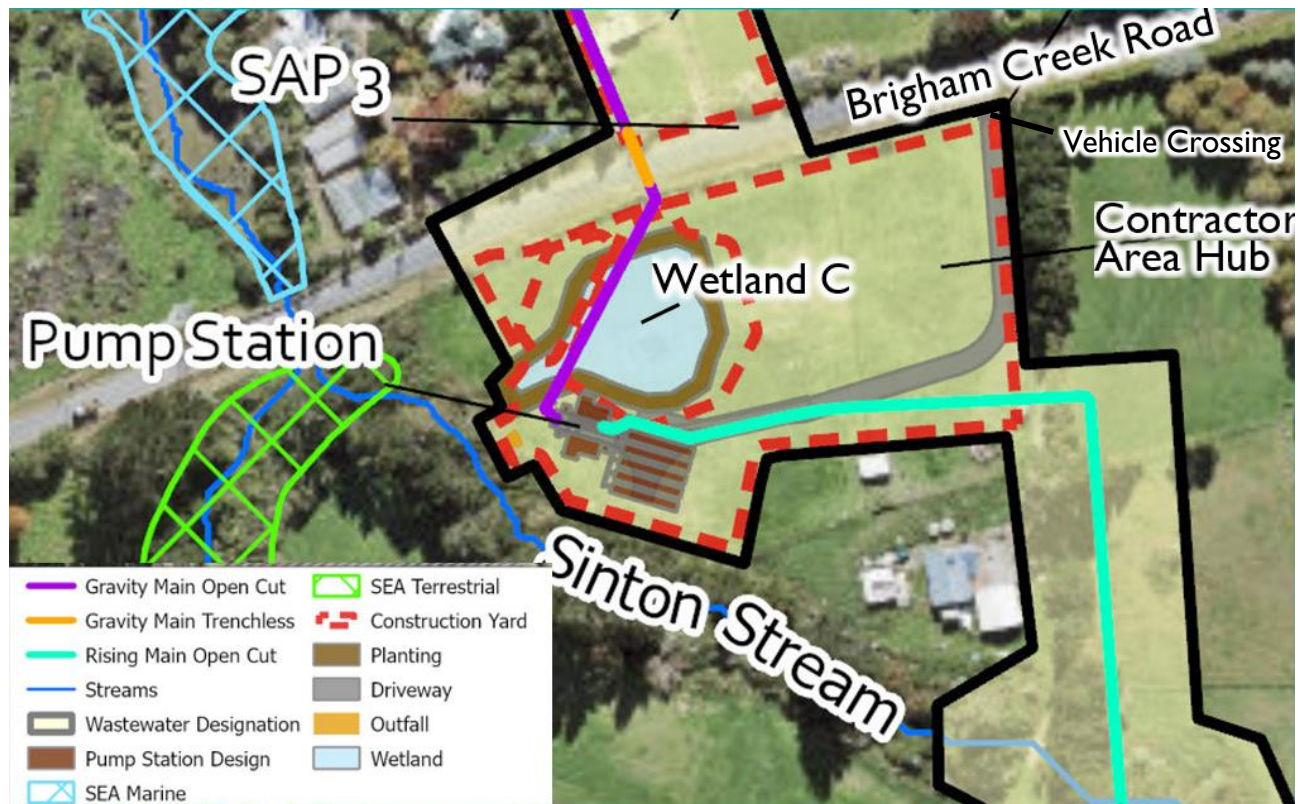 SAP 3
Brigham Creek Road
Vehicle Crossing
Contractor
Area Hub
Wetland C
Pump Station
Sinton Stream
Gravity Main Open Cut
Gravity Main Trenchless
Rising Main Open Cut
Streams
Wastewater Designation
Pump Station Design
SEA Marine
SEA Terrestrial
Construction Yard
Planting
Driveway
Outfall
Wetland